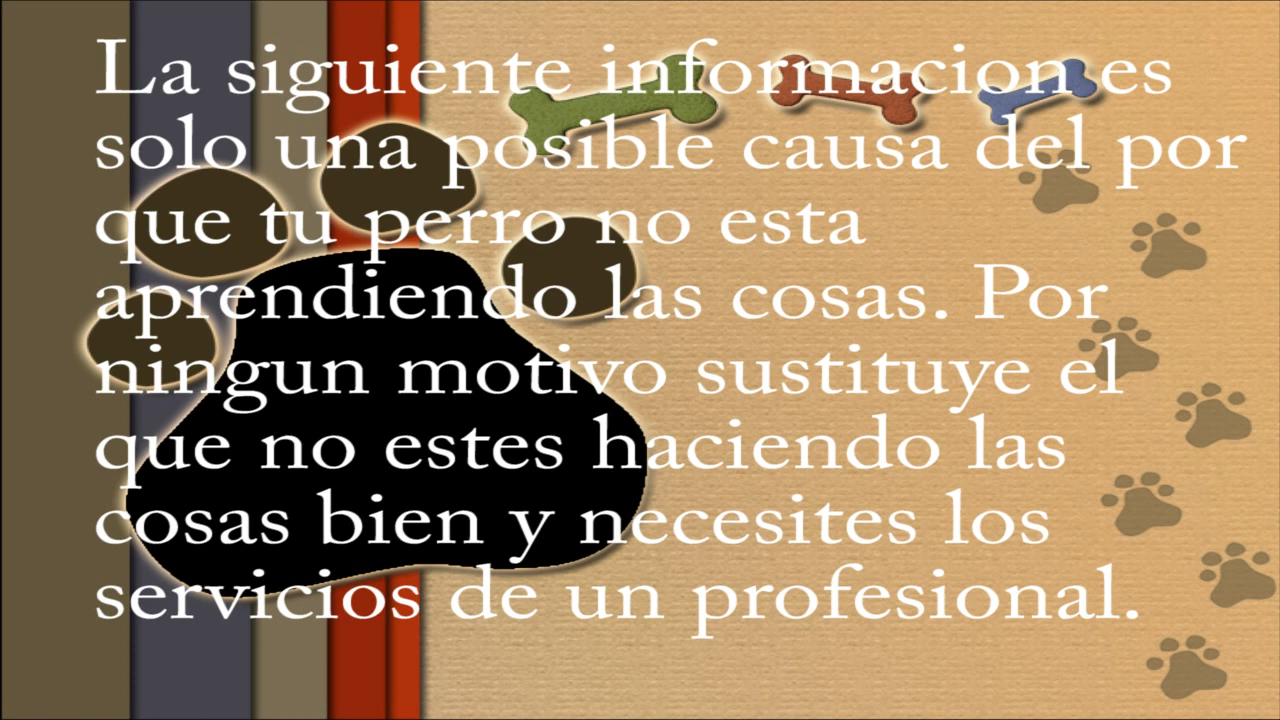 La siguiente informacion es
solo una posible causa del por
que tu perro no esta
aprendiendo las cosas. Por
ningun motivo sustituye el
que no estes haciendo las
cosas bien y necesites los
servicios de un profesional.